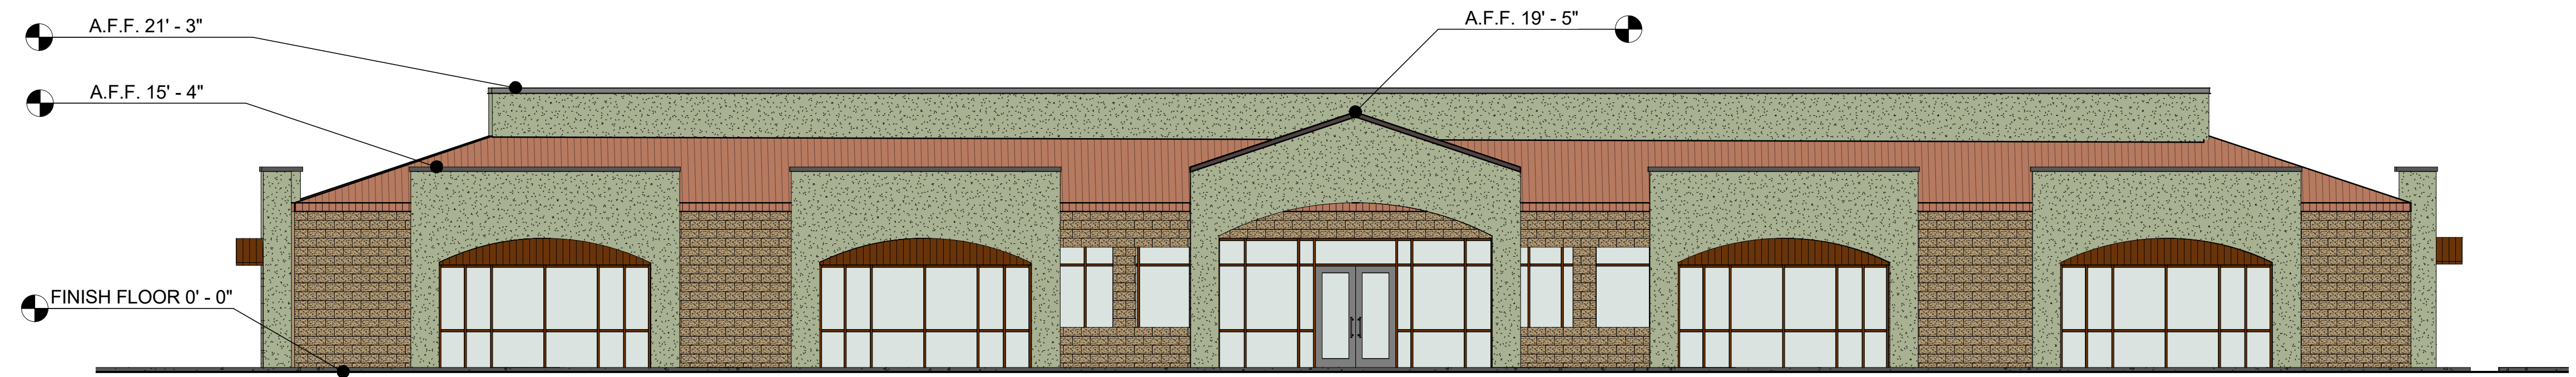 A.F.F. 21' - 3"
A.F.F. 19' - 5"
A.F.F. 15' - 4"
FINISH FLOOR 0' - 0"